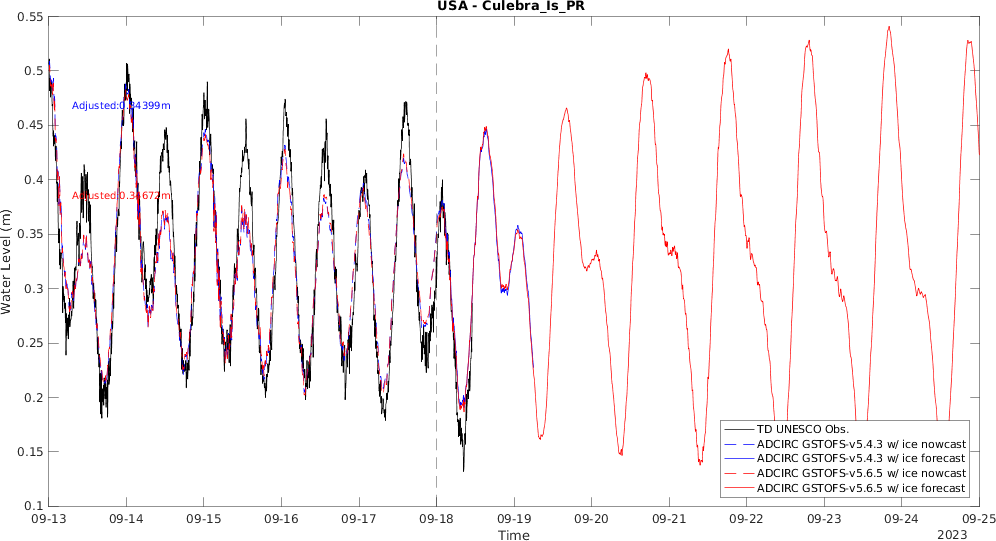 USA - Culebra_Is_PR
0.55
0.5
0.45
0.4
0.35
0.3
0.25
0.2
0.15
0.1
Water Level (m)
Adjusted:0.34399m
Adjusted:0.36672m
TD UNESCO Obs.
ADCIRC GSTOFS-v5.4.3 w/ ice nowcast
ADCIRC GSTOFS-v5.4.3 w/ ice forecast
ADCIRC GSTOFS-v5.6.5 w/ ice nowcast
ADCIRC GSTOFS-v5.6.5 w/ ice forecast
09-13 09-14 09-15 09-16 09-17 09-18 09-19 09-20 09-21 09-22 09-23 09-24 09-25
Time
2023